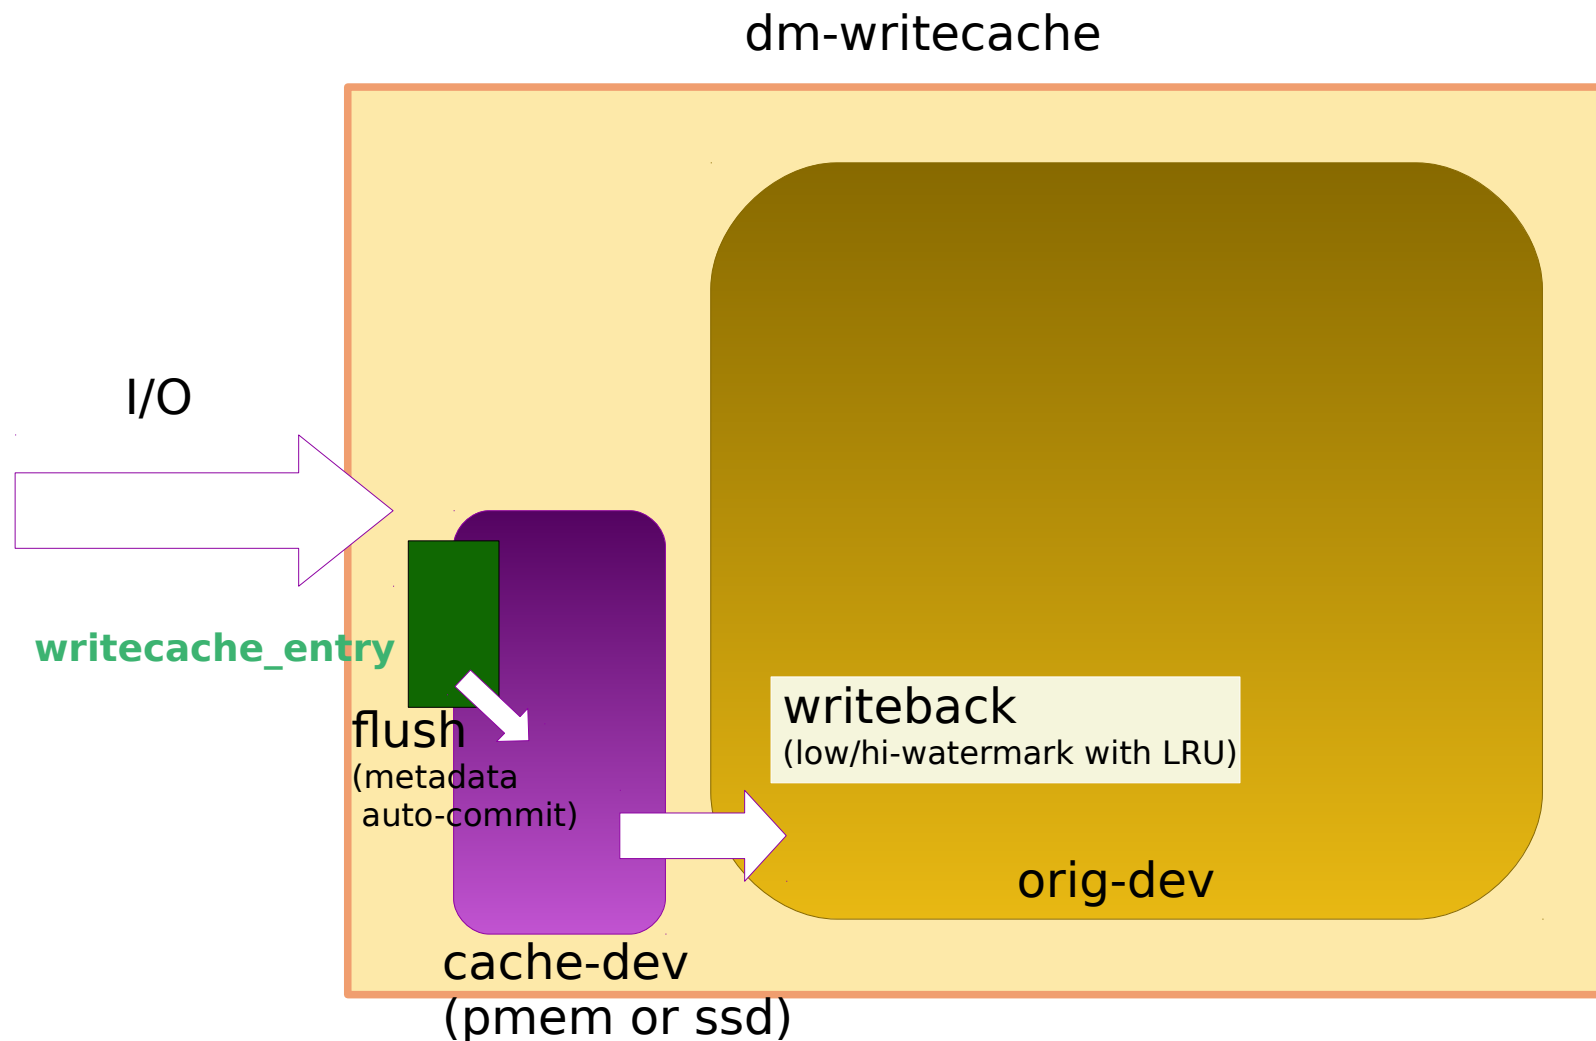 dm-writecache
I/O
writecache_entry
flush
(metadata
auto-commit)
writeback
(low/hi-watermark with LRU)
orig-dev
cache-dev
(pmem or ssd)